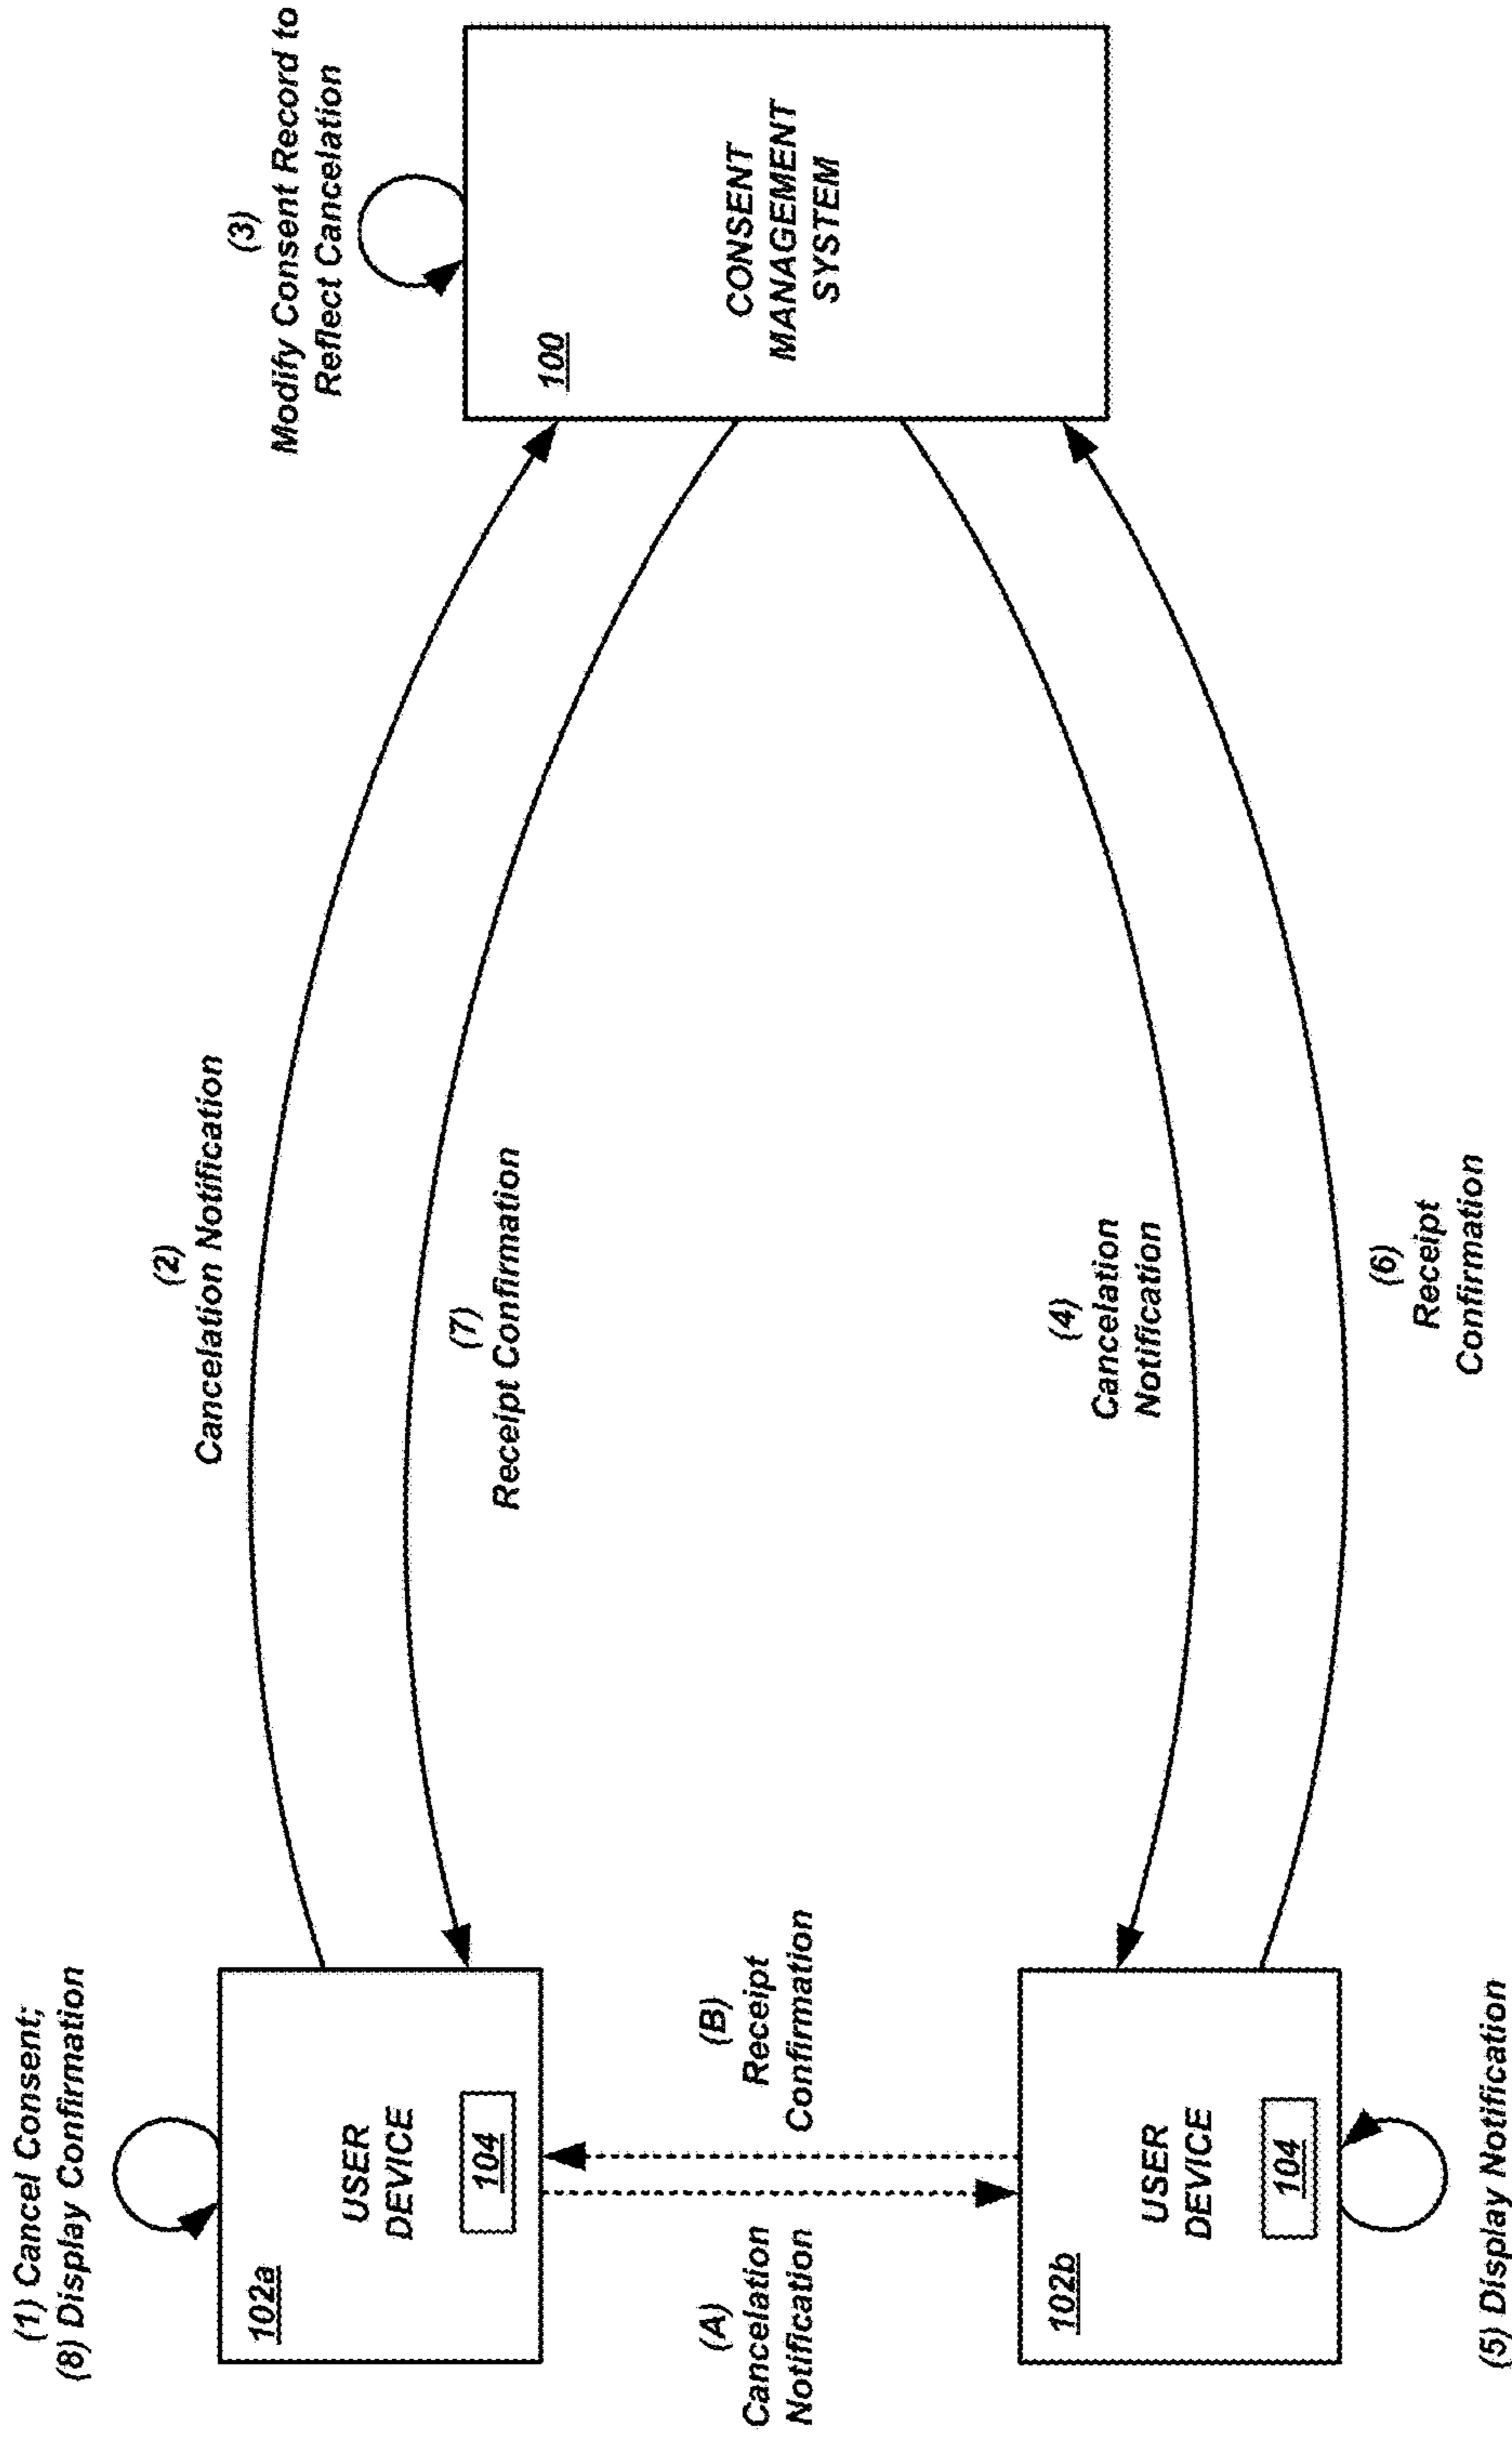 (1) Cancel Consent;
(8) Display Confirmation
102a
USER
DEVICE
104
(2)
Cancelation Notification
(7)
Receipt Confirmation
(3)
Modify Consent Record to
Reflect Cancelation
100
CONSENT
MANAGEMENT
SYSTEM
(A)
Cancelation
Notification
(B)
Receipt
Confirmation
(4)
Cancelation
Notification
(6)
Receipt
Confirmation
102b
USER
DEVICE
104
(5) Display Notification